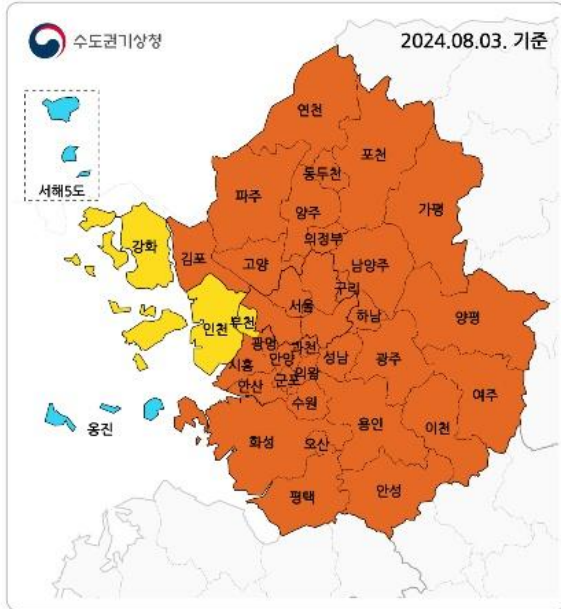 수도권기상청
2024.08.03. 기준
서해5도
연천
포천
동두천
파주
양주
가평
의정부
강화
김포
고양
남양주
구리
서울
하남
양평
인천
부천
광명
과천
안양
성남
광주
시흥
의왕
군포
안산
수원
여주
용인
이천
옹진
화성
오산
평택
안성